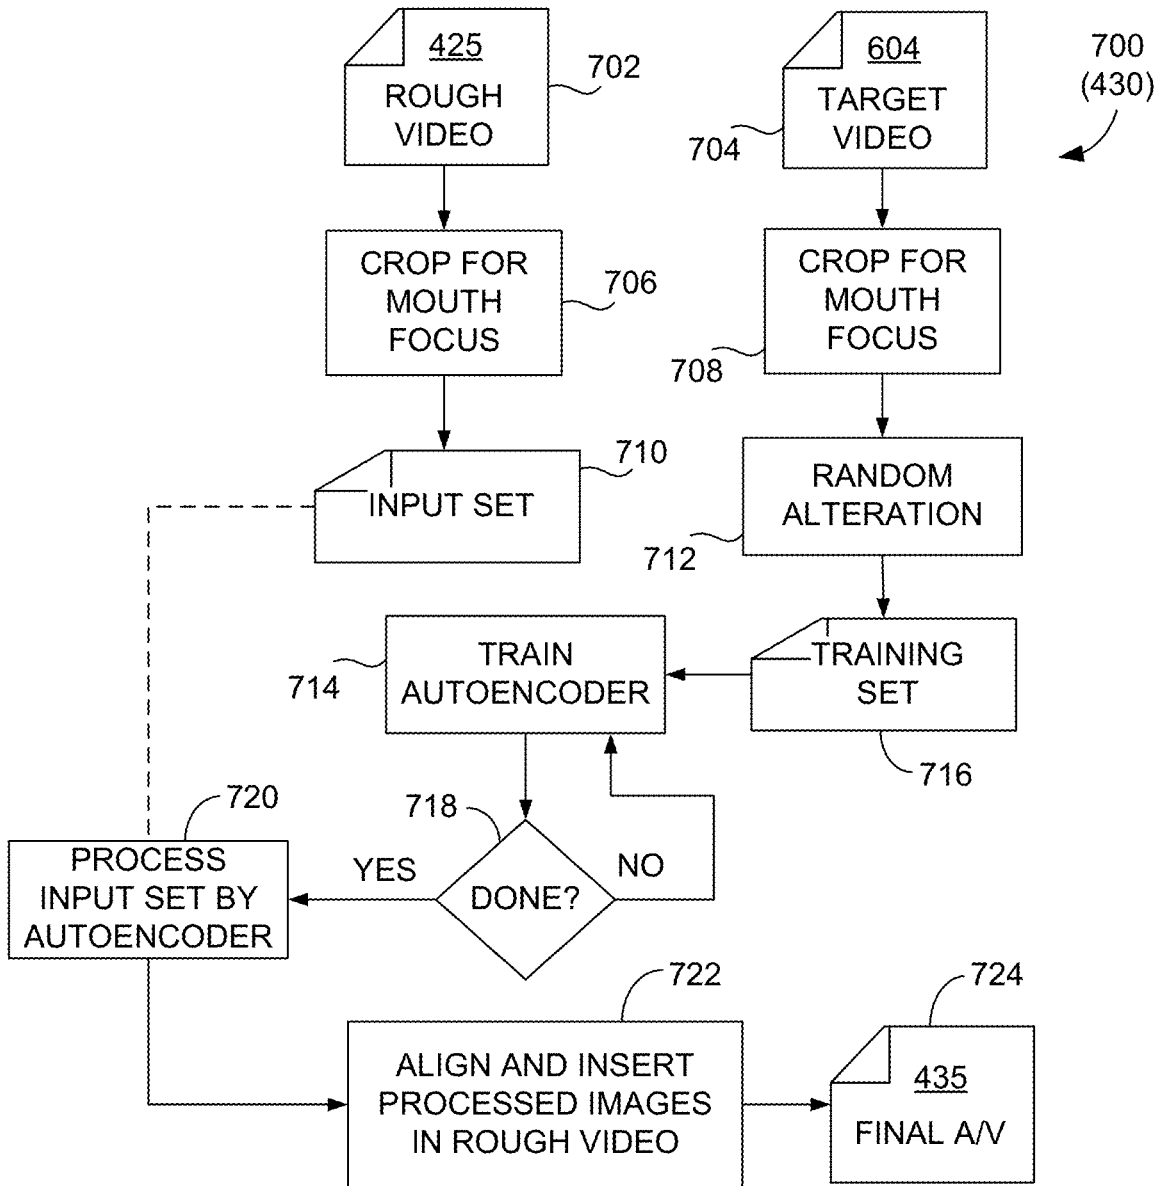 425
ROUGH
VIDEO
702
604
TARGET
VIDEO
704
700
(430)
CROP FOR
MOUTH
FOCUS
706
CROP FOR
MOUTH
FOCUS
708
INPUT SET
710
RANDOM
ALTERATION
712
TRAIN
AUTOENCODER
714
TRAINING
SET
716
718
DONE?
YES
NO
720
PROCESS
INPUT SET BY
AUTOENCODER
722
ALIGN AND INSERT
PROCESSED IMAGES
IN ROUGH VIDEO
724
435
FINAL A/V